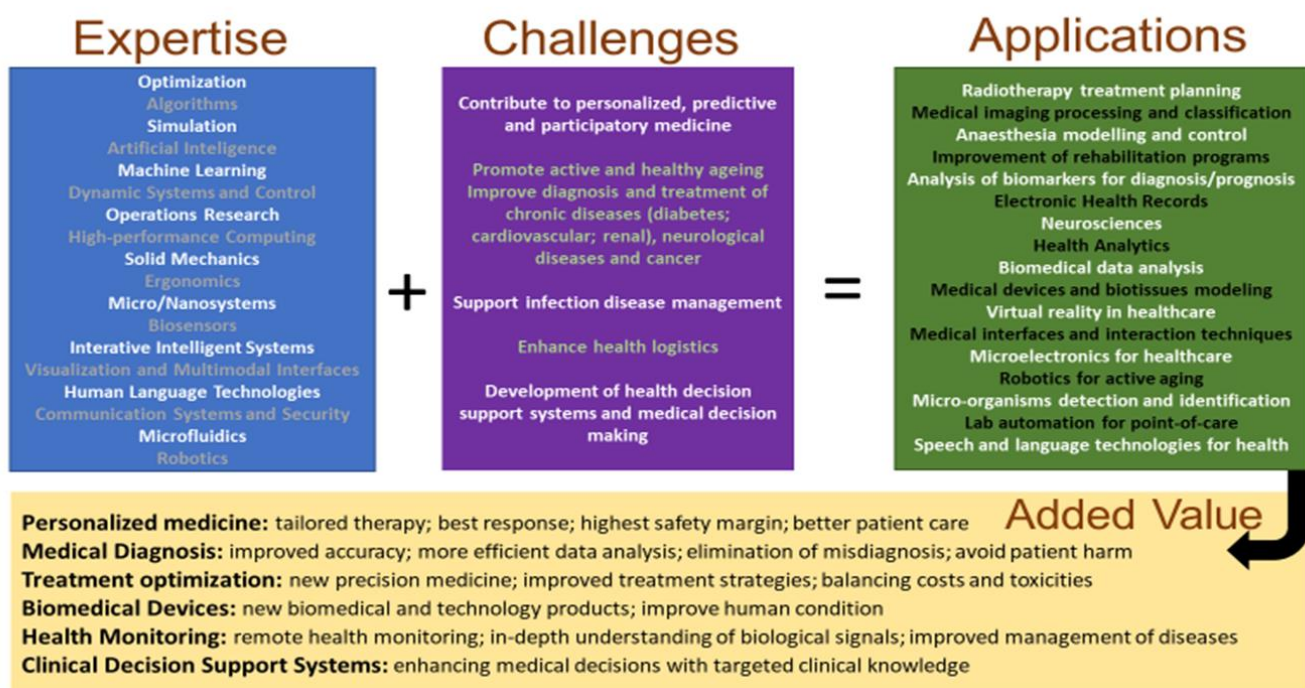 Expertise
Optimization
Algorithms
Simulation
Artificial Inteligence
Machine Learning
Dynamic Systems and Control
Operations Research
High-performance Computing
Solid Mechanics
Ergonomics
Micro/Nanosystems
Biosensors
Interative Intelligent Systems
Visualization and Multimodal Interfaces
Human Language Technologies
Communication Systems and Security
Microfluidics
Robotics
+
Challenges
Contribute to personalized, predictive
and participatory medicine
Promote active and healthy ageing
Improve diagnosis and treatment of
chronic diseases (diabetes;
cardiovascular; renal), neurological
diseases and cancer
Support infection disease management
Enhance health logistics
Development of health decision
support systems and medical decision
making
=
Applications
Radiotherapy treatment planning
Medical imaging processing and classification
Anaesthesia modelling and control
Improvement of rehabilitation programs
Analysis of biomarkers for diagnosis/prognosis
Electronic Health Records
Neurosciences
Health Analytics
Biomedical data analysis
Medical devices and biotissues modeling
Virtual reality in healthcare
Medical interfaces and interaction techniques
Microelectronics for healthcare
Robotics for active aging
Micro-organisms detection and identification
Lab automation for point-of-care
Speech and language technologies for health
Added Value
Personalized medicine: tailored therapy; best response; highest safety margin; better patient care
Medical Diagnosis: improved accuracy; more efficient data analysis; elimination of misdiagnosis; avoid patient harm
Treatment optimization: new precision medicine; improved treatment strategies; balancing costs and toxicities
Biomedical Devices: new biomedical and technology products; improve human condition
Health Monitoring: remote health monitoring; in-depth understanding of biological signals; improved management of diseases
Clinical Decision Support Systems: enhancing medical decisions with targeted clinical knowledge